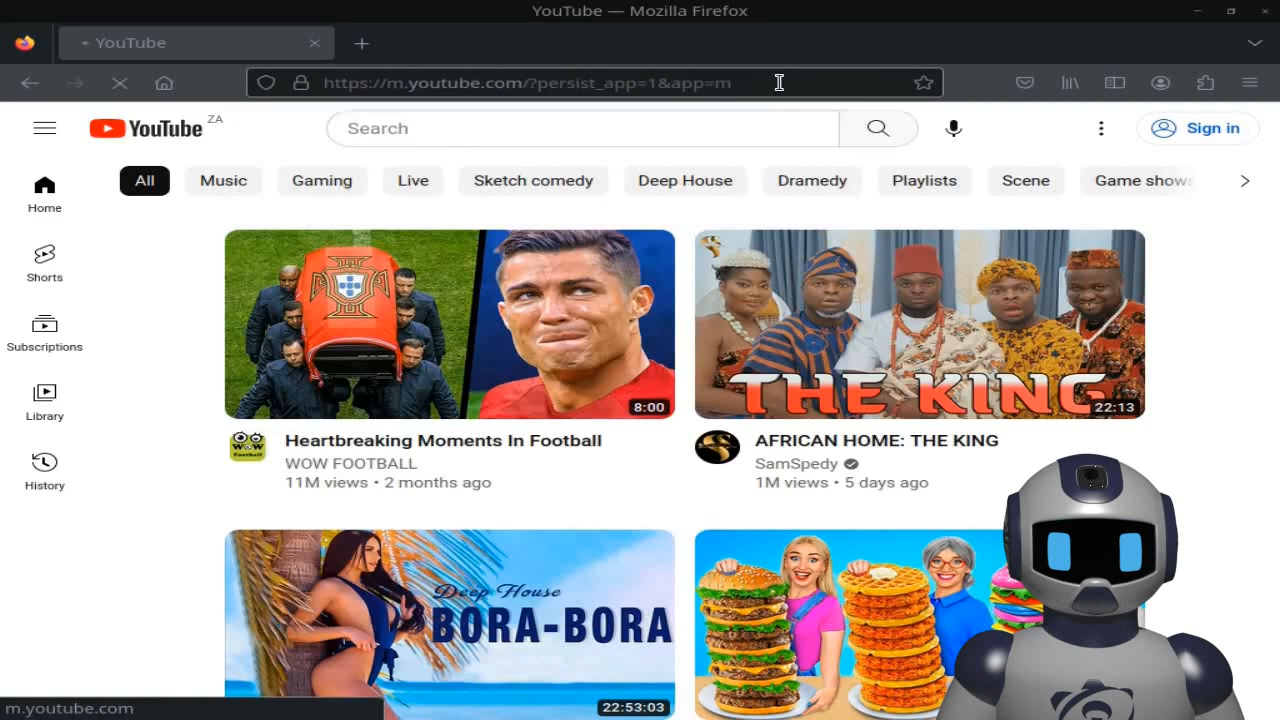 YouTube — Mozilla Firefox
YouTube
https://m.youtube.com/?persist_app=1&app=m
YouTube ZA
Search
Sign in
All
Music
Gaming
Live
Sketch comedy
Deep House
Dramedy
Playlists
Scene
Game shows
Home
Shorts
Subscriptions
Library
History
8:00
THE KING
22:13
Heartbreaking Moments In Football
WOW FOOTBALL
11M views • 2 months ago
AFRICAN HOME: THE KING
SamSpedy
1M views • 5 days ago
Deep House
BORA-BORA
22:53:03
m.youtube.com